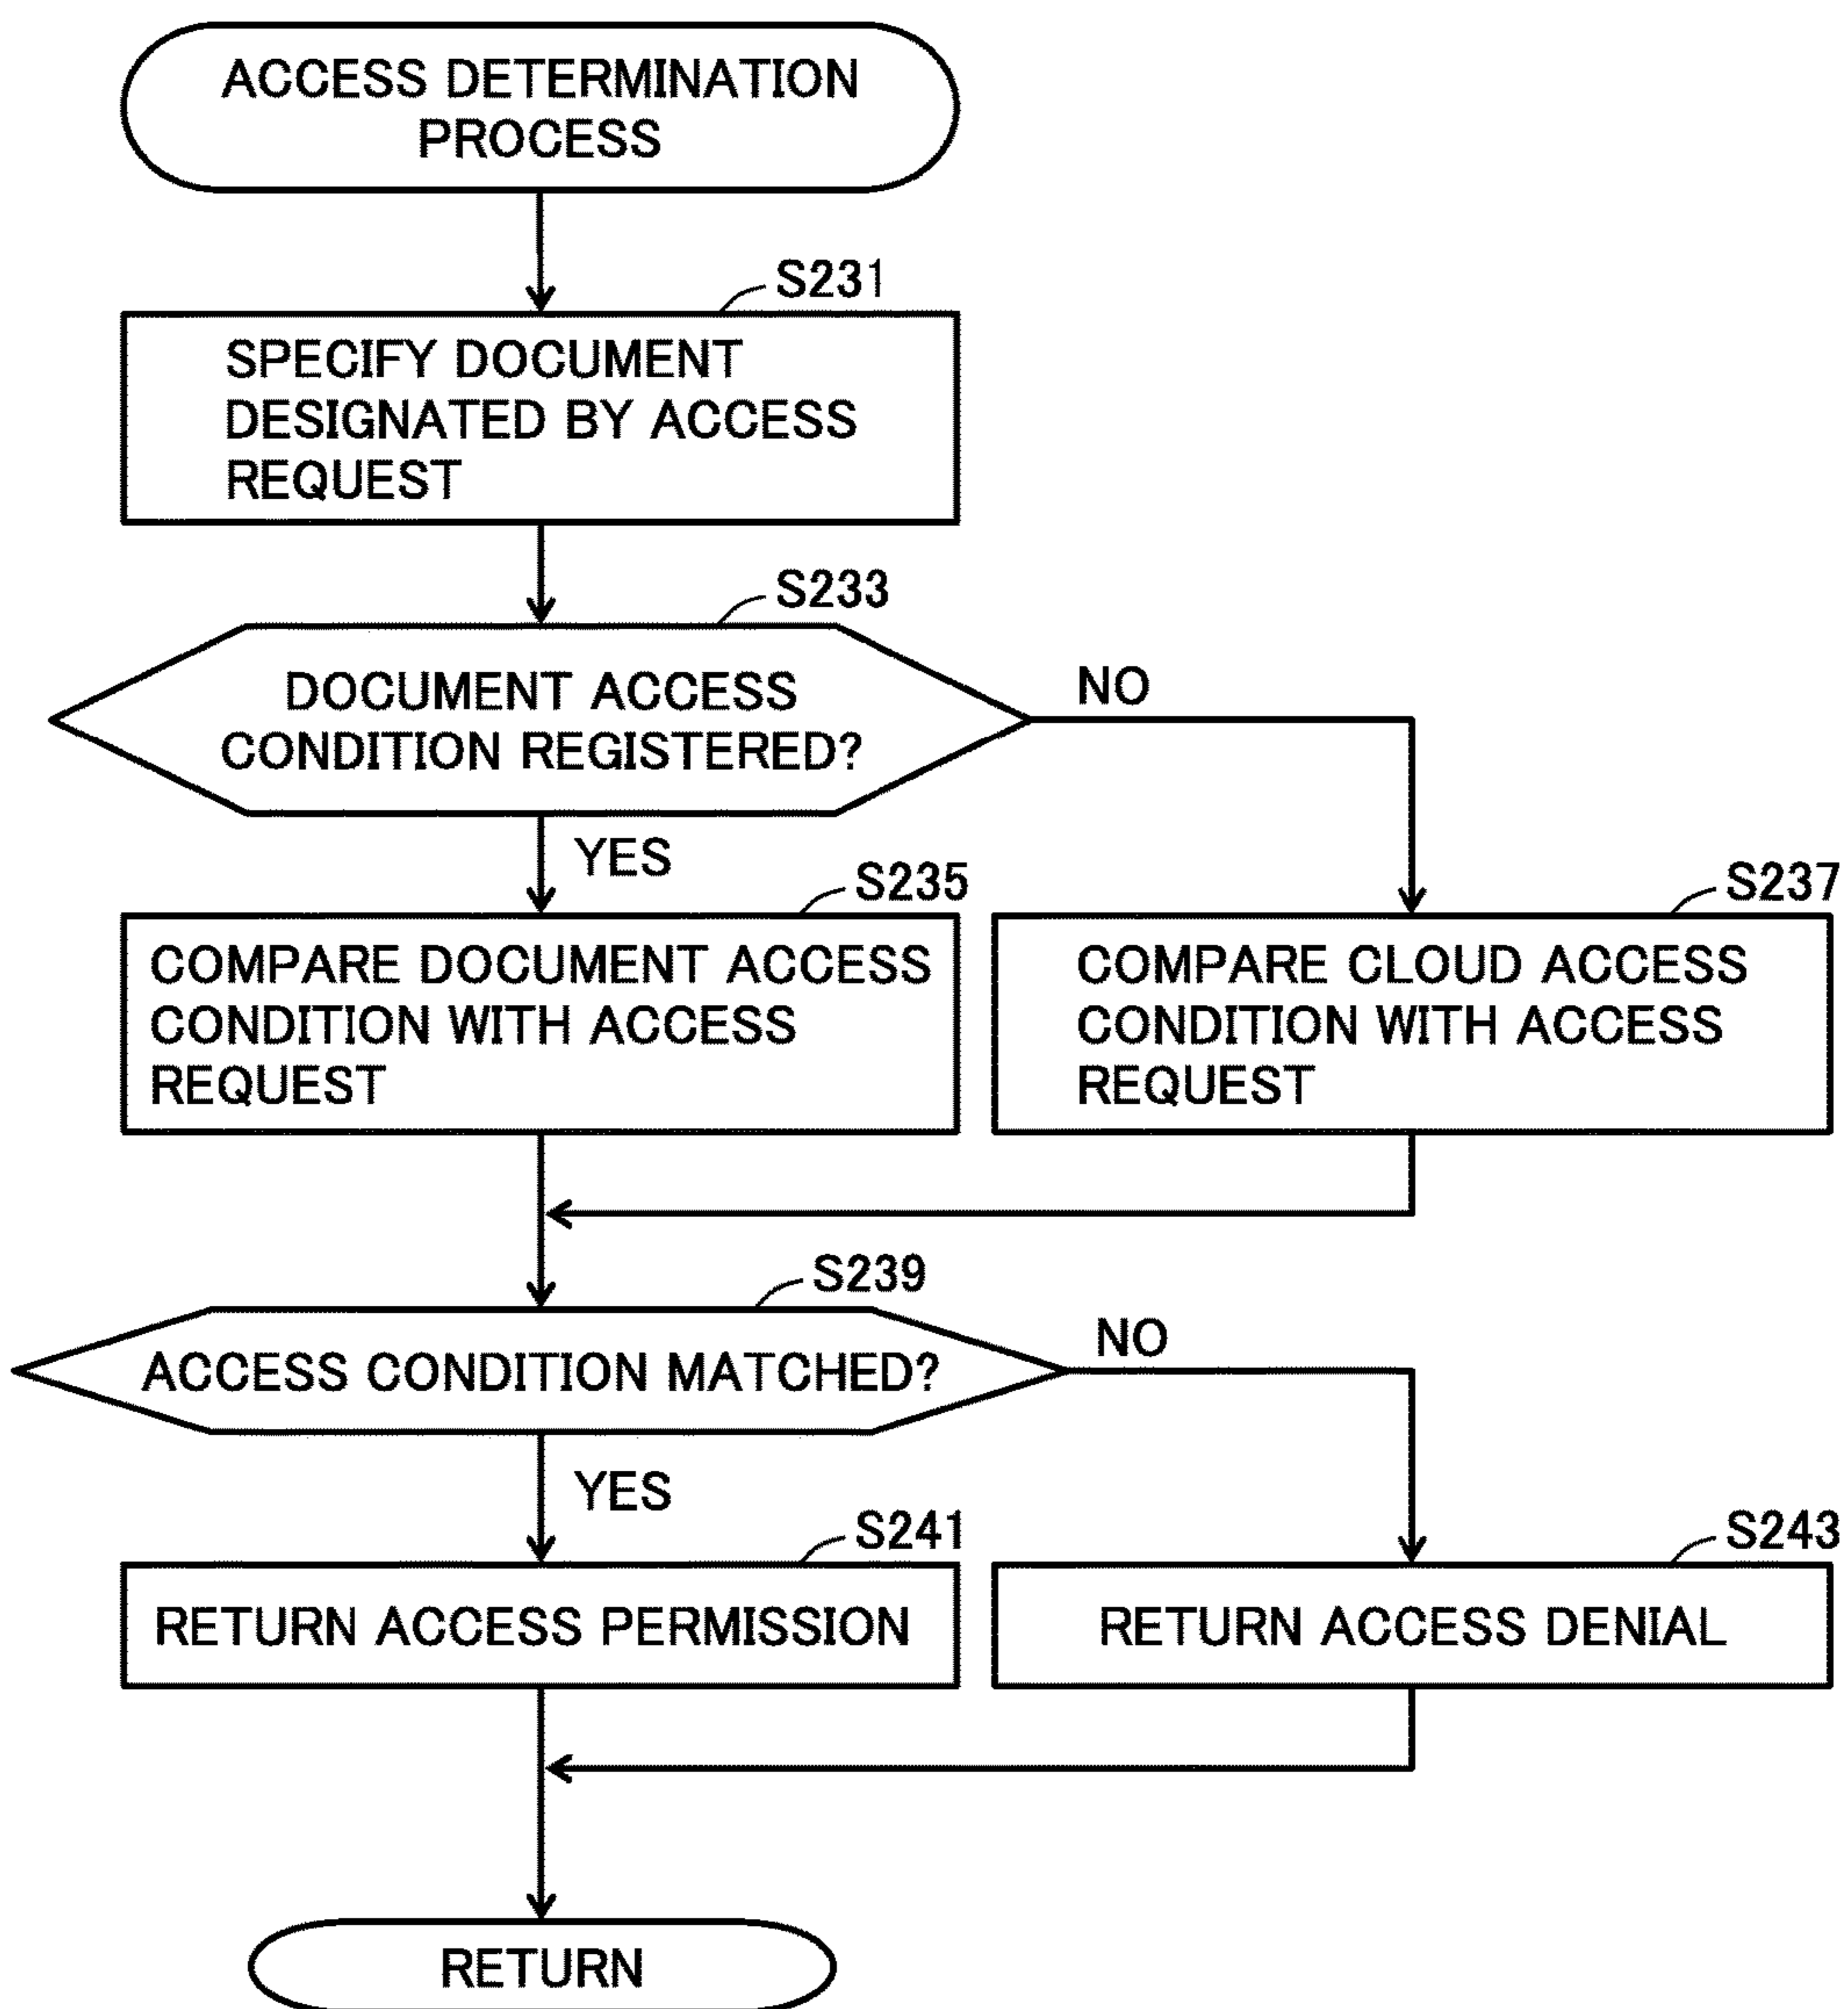 ACCESS DETERMINATION
PROCESS
S231
SPECIFY DOCUMENT
DESIGNATED BY ACCESS
REQUEST
S233
DOCUMENT ACCESS
CONDITION REGISTERED?
NO
YES
S235
COMPARE DOCUMENT ACCESS
CONDITION WITH ACCESS
REQUEST
S237
COMPARE CLOUD ACCESS
CONDITION WITH ACCESS
REQUEST
S239
ACCESS CONDITION MATCHED?
NO
YES
S241
RETURN ACCESS PERMISSION
S243
RETURN ACCESS DENIAL
RETURN